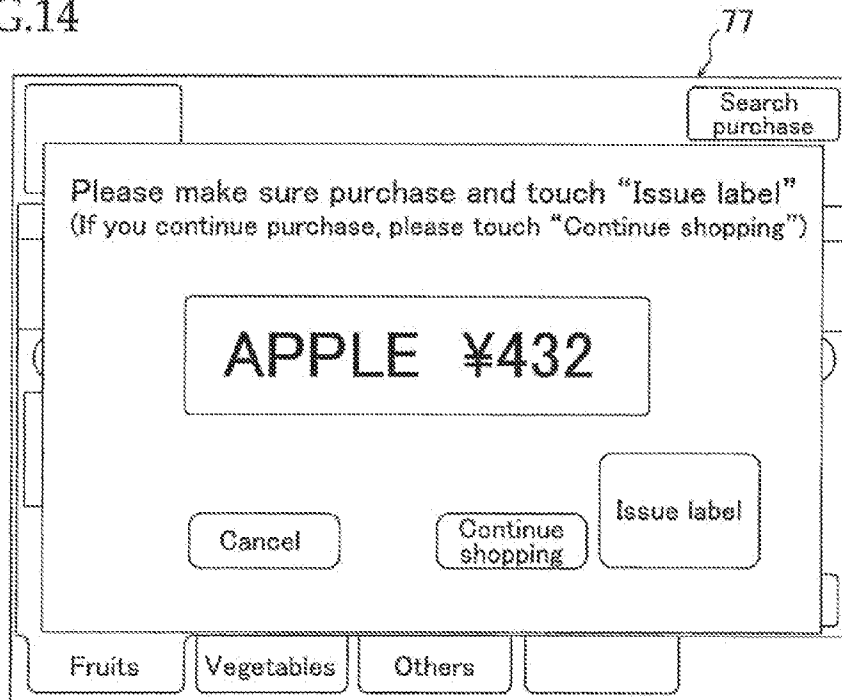 G.14
77
Search
purchase
Please make sure purchase and touch “Issue label”
(If you continue purchase, please touch “Continue shopping”)
APPLE ¥432
Cancel
Continue
shopping
Issue label
Fruits
Vegetables
Others